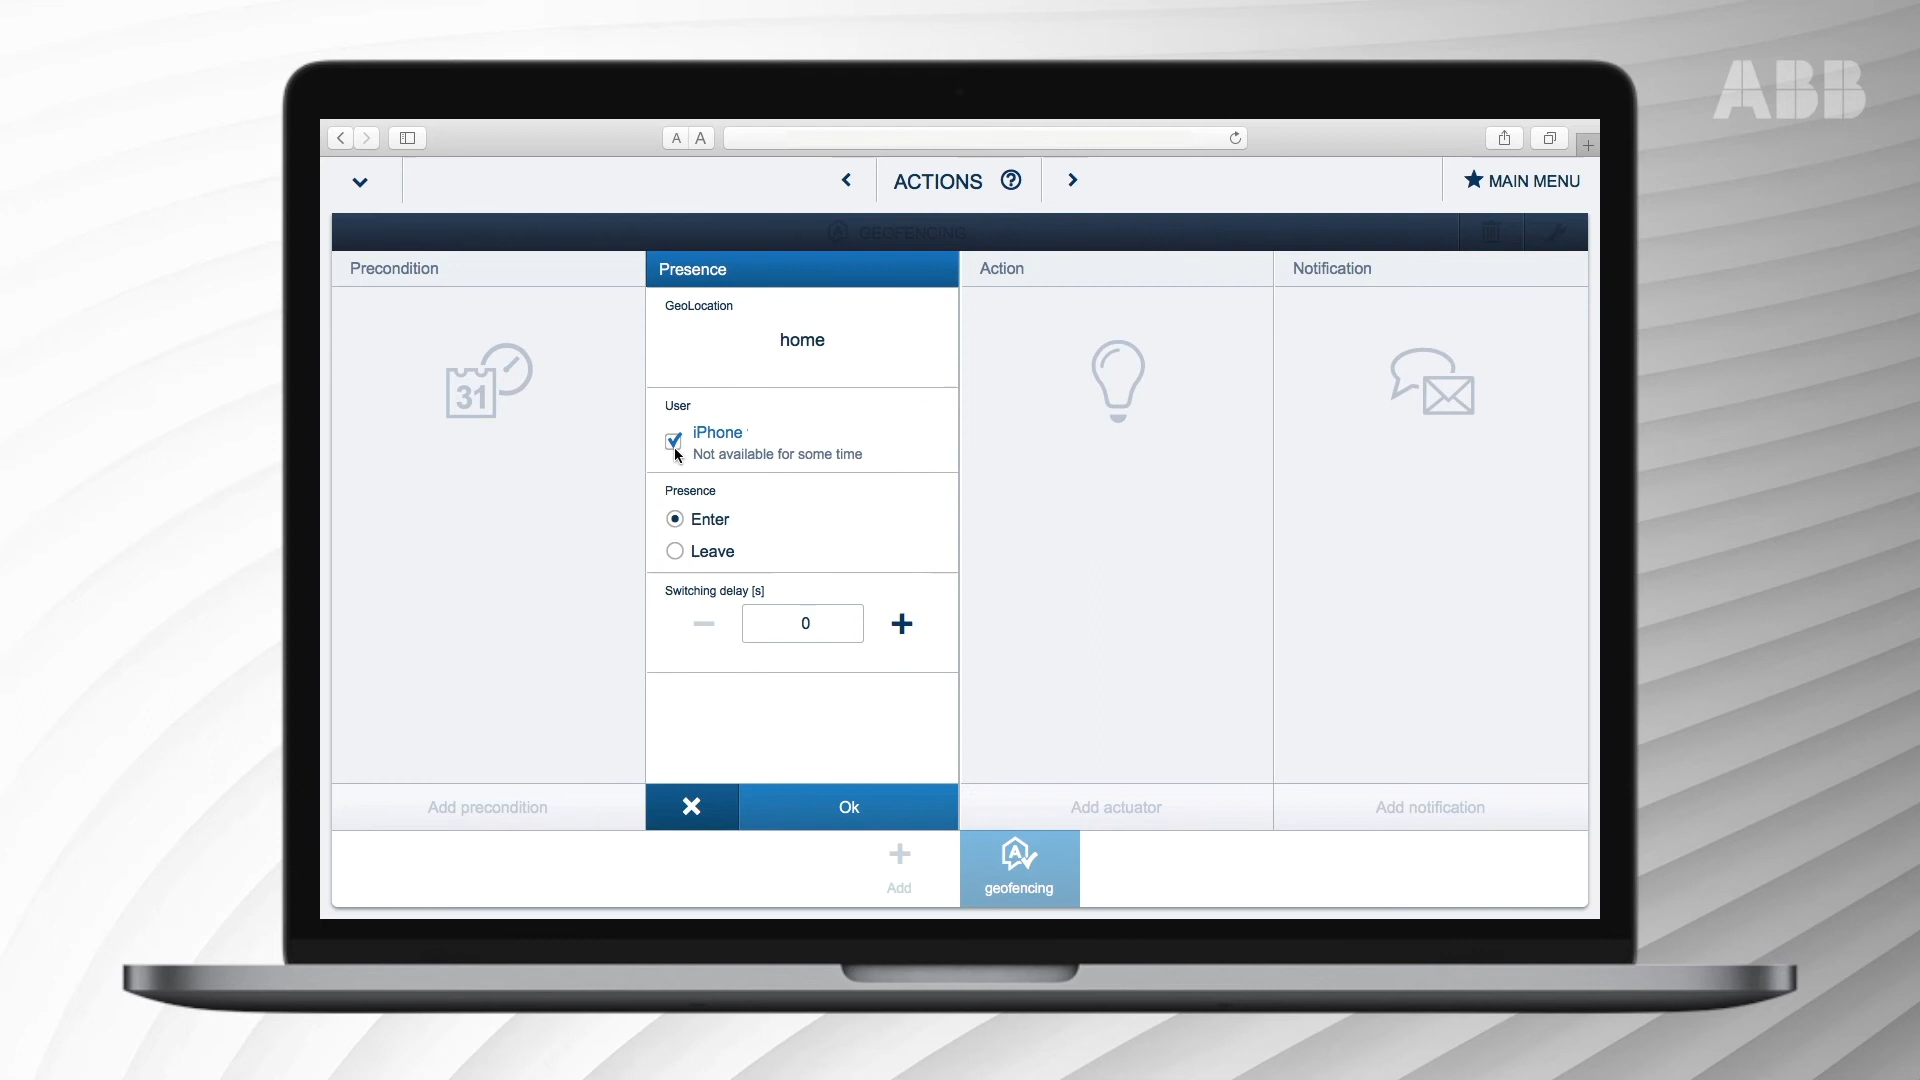 ABB
A A
ACTIONS
MAIN MENU
GEOFENCING
Precondition
Presence
Action
Notification
GeoLocation
home
31
User
iPhone
Not available for some time
Presence
Enter
Leave
Switching delay [s]
0
Add precondition
Ok
Add actuator
Add notification
Add
A
geofencing